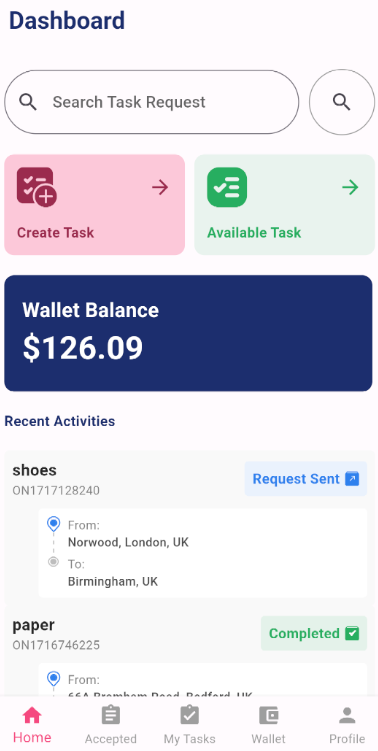 Dashboard
Search Task Request
Create Task
Available Task
Wallet Balance
$126.09
Recent Activities
shoes
Request Sent
ON1717128240
From:
Norwood, London, UK
To:
Birmingham, UK
paper
Completed
ON1716746225
From:
66A Bromham Road, Bedford, UK
Home
Accepted
My Tasks
Wallet
Profile